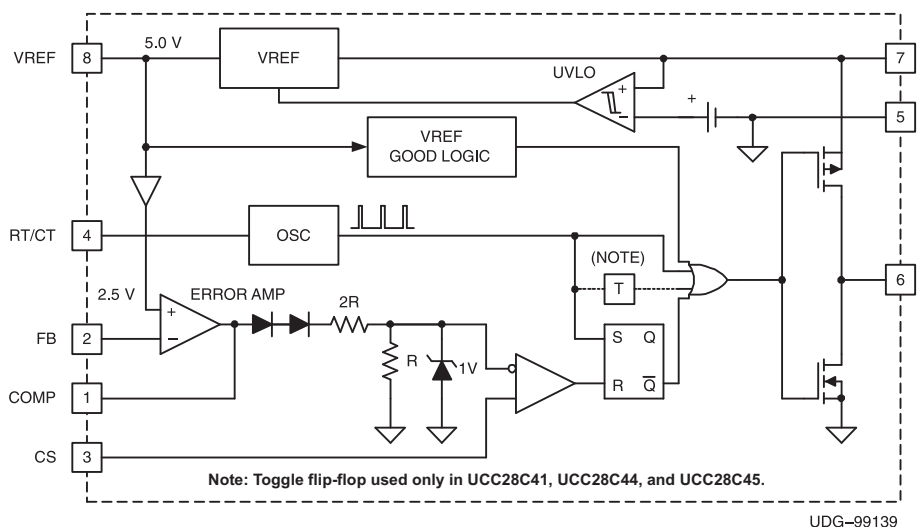 VREF
8
5.0 V
VREF
7
UVLO
+
−
+
5
VREF
GOOD LOGIC
RT/CT
4
OSC
(NOTE)
T
6
2.5 V
ERROR AMP
2R
+
−
FB
2
R
1V
S Q
R Q̅
COMP
1
CS
3
Note: Toggle flip-flop used only in UCC28C41, UCC28C44, and UCC28C45.
UDG–99139